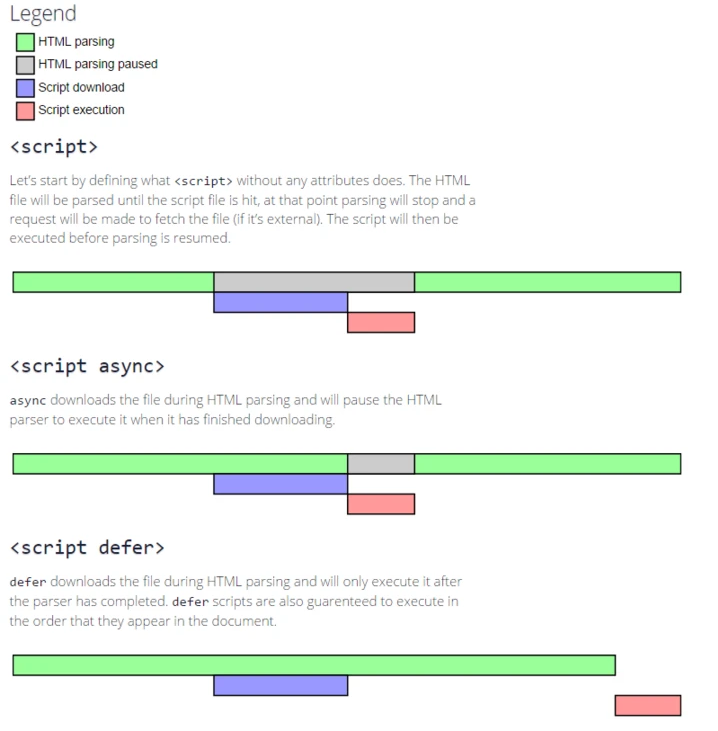 Legend
HTML parsing
HTML parsing paused
Script download
Script execution
<script>
Let's start by defining what <script> without any attributes does. The HTML
file will be parsed until the script file is hit, at that point parsing will stop and a
request will be made to fetch the file (if it's external). The script will then be
executed before parsing is resumed.
<script async>
async downloads the file during HTML parsing and will pause the HTML
parser to execute it when it has finished downloading.
<script defer>
defer downloads the file during HTML parsing and will only execute it after
the parser has completed. defer scripts are also guarenteed to execute in
the order that they appear in the document.